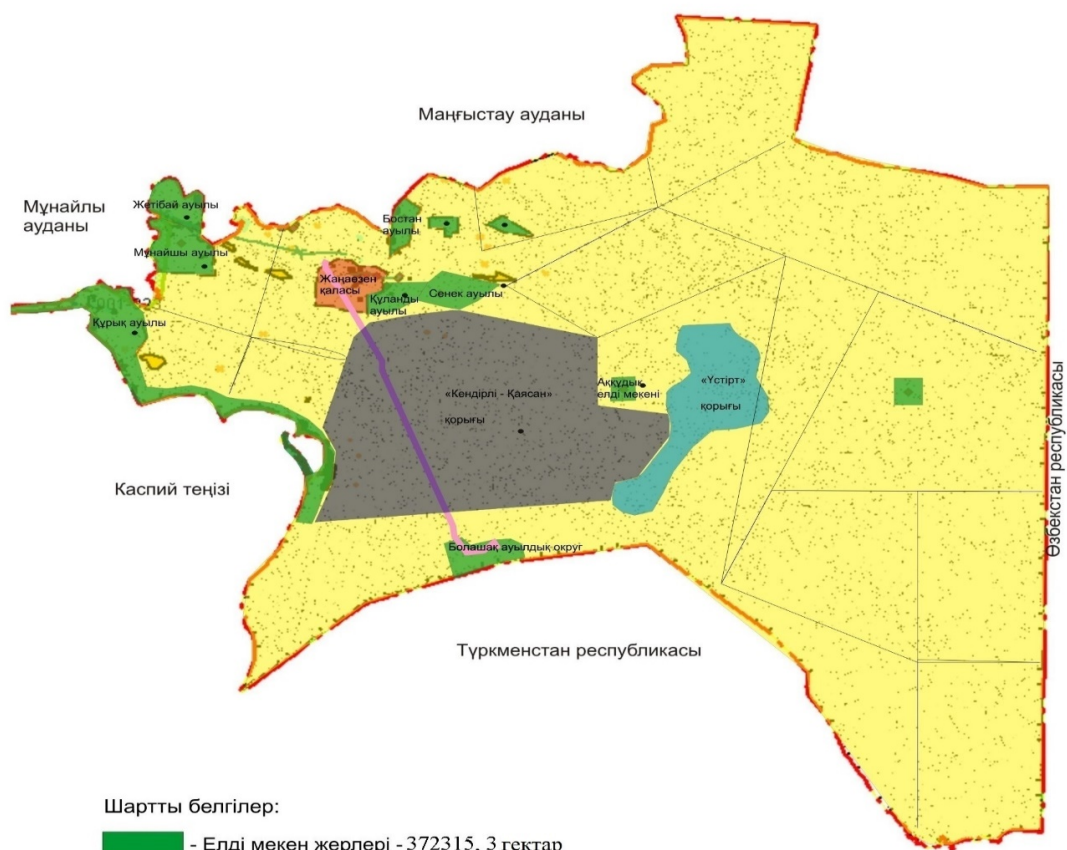 Маңғыстау ауданы
Мұнайлы
ауданы
Жетібай ауылы
Бостан
ауылы
Мұнайшы ауылы
Жаңаөзен
қаласы
Сенек ауылы
Құланды
ауылы
Құрық ауылы
«Үстірт»
қорығы
Аққұдық
елді мекені
«Кендірлі - Қаясан»
қорығы
Өзбекстан республикасы
Каспий теңізі
Болашақ ауылдық округ
Түркменстан республикасы
Шартты белгілер:
- Елді мекен жерлері - 372315, 3 гектар